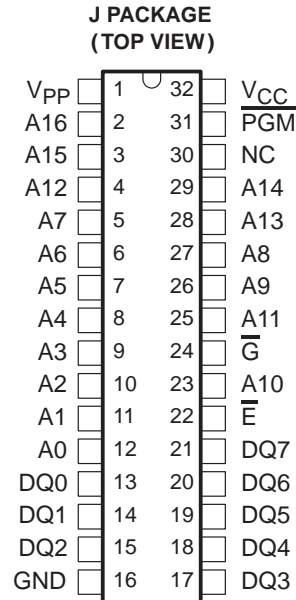 J PACKAGE
(TOP VIEW)
VPP 1 32 VCC
A16 2 31 P̅G̅M̅
A15 3 30 NC
A12 4 29 A14
A7 5 28 A13
A6 6 27 A8
A5 7 26 A9
A4 8 25 A11
A3 9 24 G̅
A2 10 23 A10
A1 11 22 E̅
A0 12 21 DQ7
DQ0 13 20 DQ6
DQ1 14 19 DQ5
DQ2 15 18 DQ4
GND 16 17 DQ3